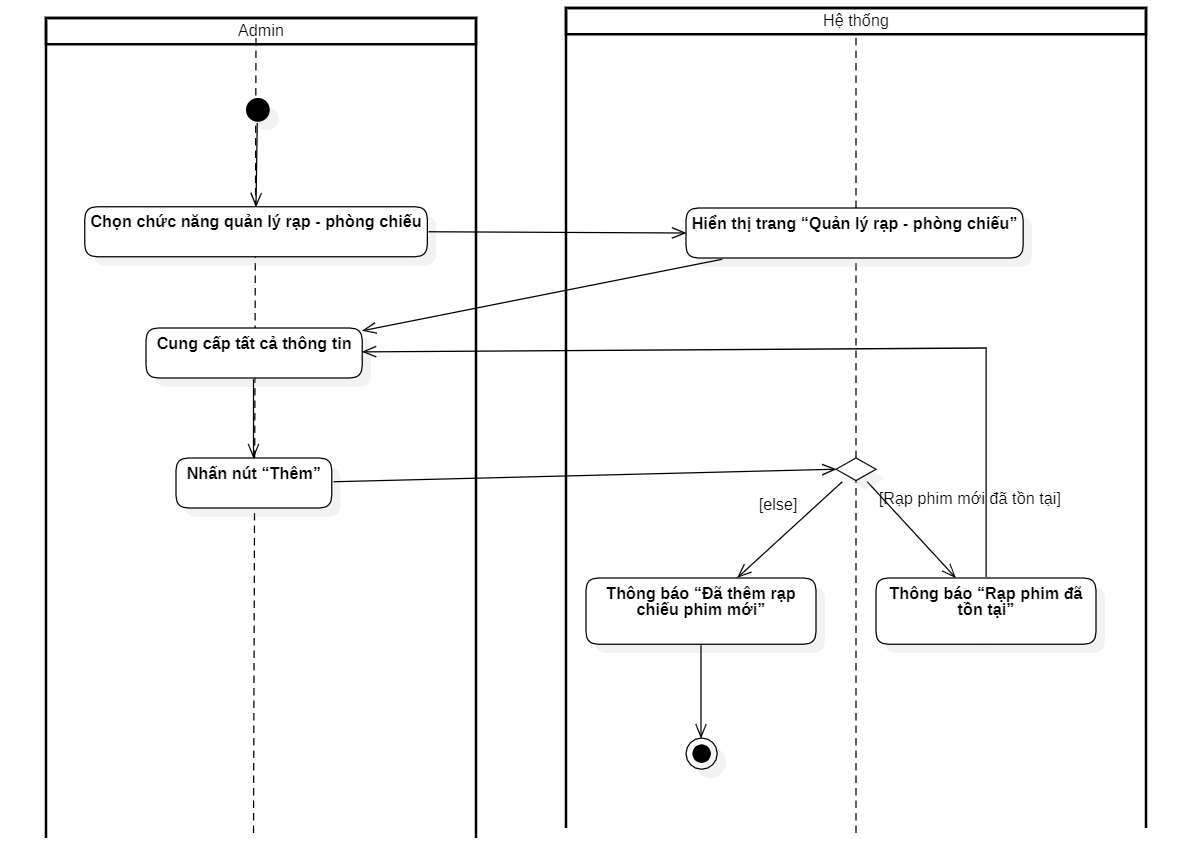 Admin
Hệ thống
Chọn chức năng quản lý rạp - phòng chiếu
Hiển thị trang “Quản lý rạp - phòng chiếu”
Cung cấp tất cả thông tin
Nhấn nút “Thêm”
[else]
[Rạp phim mới đã tồn tại]
Thông báo “Đã thêm rạp
chiếu phim mới”
Thông báo “Rạp phim đã
tồn tại”